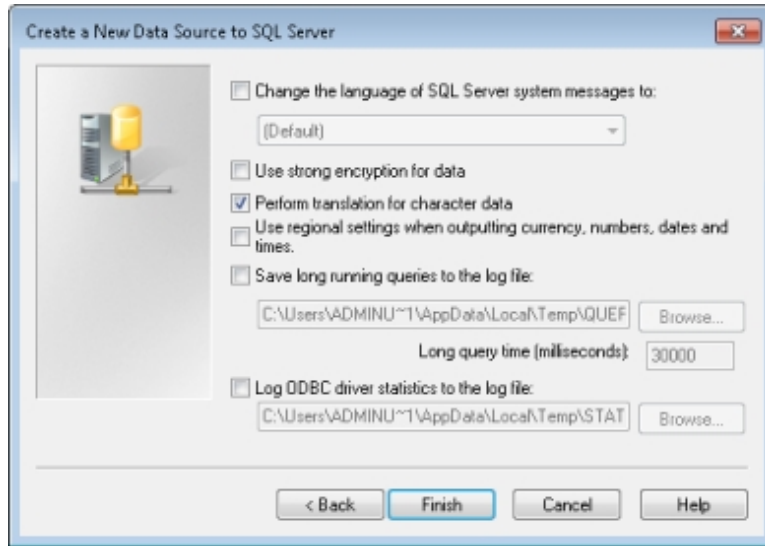 Create a New Data Source to SQL Server
Change the language of SQL Server system messages to:
(Default)
Use strong encryption for data
Perform translation for character data
Use regional settings when outputting currency, numbers, dates and
times.
Save long running queries to the log file:
C:\Users\ADMINU~1\AppData\Local\Temp\QUEF Browse...
Long query time (milliseconds): 30000
Log ODBC driver statistics to the log file:
C:\Users\ADMINU~1\AppData\Local\Temp\STAT Browse...
< Back Finish Cancel Help